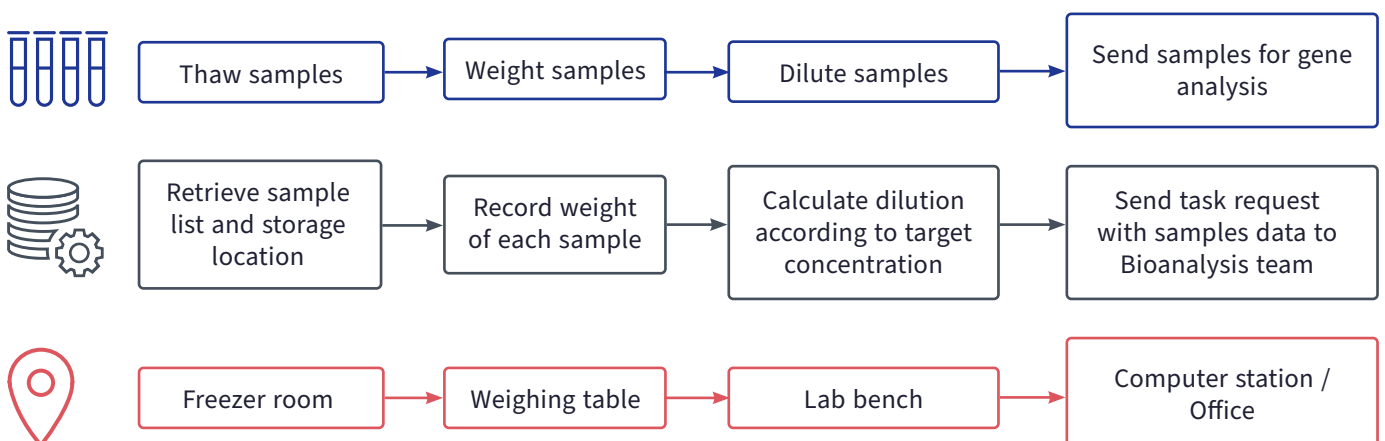 Thaw samples
Weight samples
Dilute samples
Send samples for gene
analysis
Retrieve sample
list and storage
location
Record weight
of each sample
Calculate dilution
according to target
concentration
Send task request
with samples data to
Bioanalysis team
Freezer room
Weighing table
Lab bench
Computer station /
Office